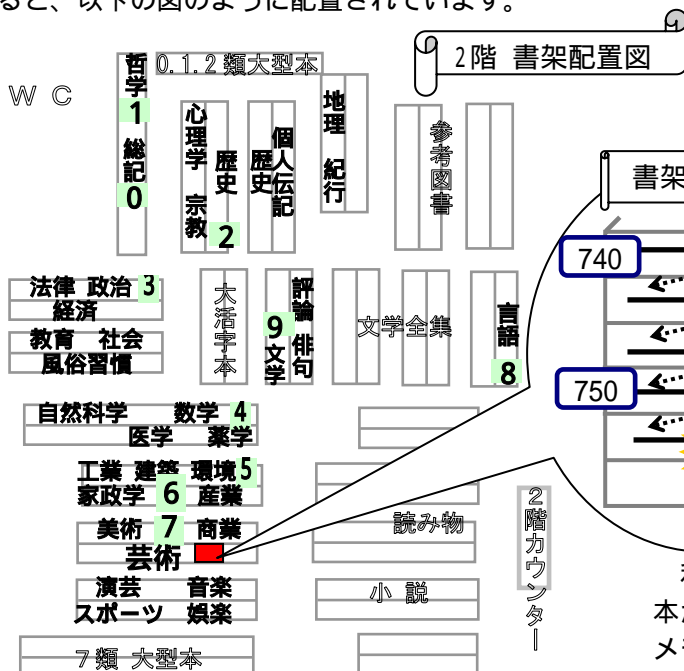 ると、以下の図のように配置されています。
2階 書架配置図
WC
0.1.2類大型本
哲学
1
総記
0
心理学 宗教
歴史
2
歴史
個人伝記
地理 紀行
参考図書
書架
740
750
法律 政治 3
経済
教育 社会
風俗習慣
大活字本
9 文学
評論 俳句
文学全集
言語
8
自然科学 数学 4
医学 薬学
工業 建築 環境 5
家政学 6 産業
美術 7 商業
芸術
演芸 音楽
スポーツ 娯楽
7類 大型本
読み物
小説
2階カウンター
本
メ